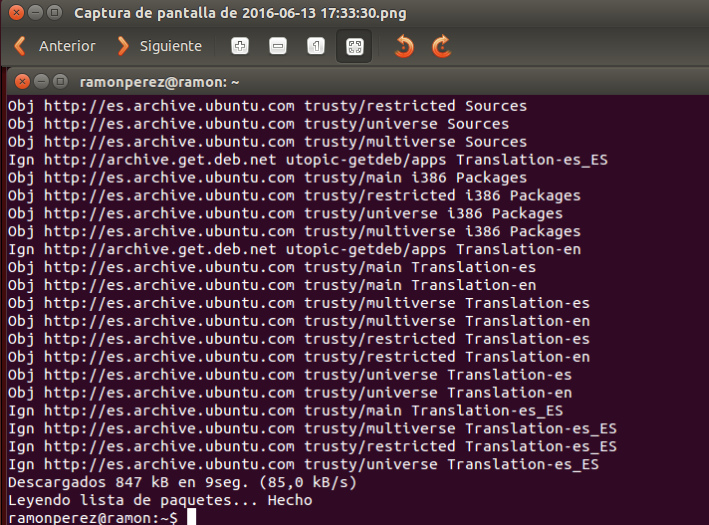 Captura de pantalla de 2016-06-13 17:33:30.png
Anterior Siguiente 1
ramonperez@ramon: ~
Obj http://es.archive.ubuntu.com trusty/restricted Sources
Obj http://es.archive.ubuntu.com trusty/universe Sources
Obj http://es.archive.ubuntu.com trusty/multiverse Sources
Ign http://archive.get.deb.net utopic-getdeb/apps Translation-es_ES
Obj http://es.archive.ubuntu.com trusty/main i386 Packages
Obj http://es.archive.ubuntu.com trusty/restricted i386 Packages
Obj http://es.archive.ubuntu.com trusty/universe i386 Packages
Obj http://es.archive.ubuntu.com trusty/multiverse i386 Packages
Ign http://archive.get.deb.net utopic-getdeb/apps Translation-en
Obj http://es.archive.ubuntu.com trusty/main Translation-es
Obj http://es.archive.ubuntu.com trusty/main Translation-en
Obj http://es.archive.ubuntu.com trusty/multiverse Translation-es
Obj http://es.archive.ubuntu.com trusty/multiverse Translation-en
Obj http://es.archive.ubuntu.com trusty/restricted Translation-es
Obj http://es.archive.ubuntu.com trusty/restricted Translation-en
Obj http://es.archive.ubuntu.com trusty/universe Translation-es
Obj http://es.archive.ubuntu.com trusty/universe Translation-en
Ign http://es.archive.ubuntu.com trusty/main Translation-es_ES
Ign http://es.archive.ubuntu.com trusty/multiverse Translation-es_ES
Ign http://es.archive.ubuntu.com trusty/restricted Translation-es_ES
Ign http://es.archive.ubuntu.com trusty/universe Translation-es_ES
Descargados 847 kB en 9seg. (85,0 kB/s)
Leyendo lista de paquetes... Hecho
ramonperez@ramon:~$